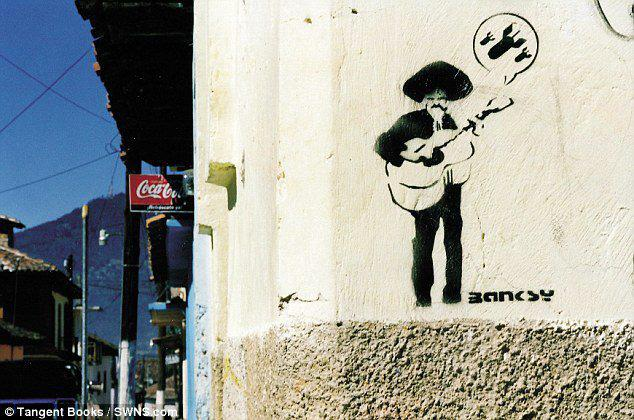 Coca-Cola
BANKSY
© Tangent Books / SWNS.com